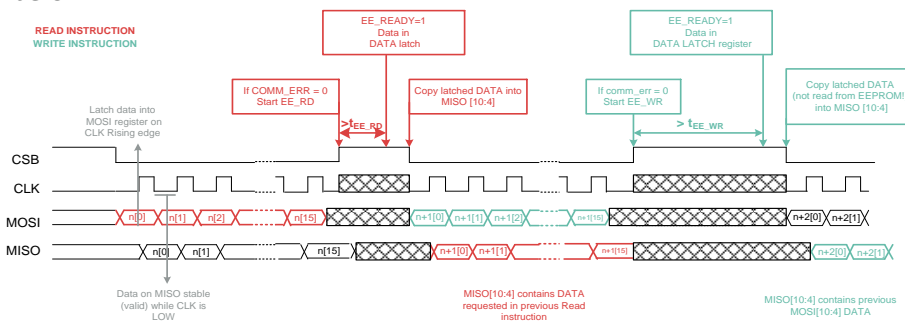 READ INSTRUCTION
WRITE INSTRUCTION
EE_READY=1
Data in
DATA latch
EE_READY=1
Data in
DATA LATCH register
If COMM_ERR = 0
Start EE_RD
Copy latched DATA into
MISO [10:4]
If comm_err = 0
Start EE_WR
Copy latched DATA
(not read from EEPROM!
into MISO [10:4]
Latch data into
MOSI register on
CLK Rising edge
>tEE_RD
> tEE_WR
CSB
CLK
MOSI
n[0]
n[1]
n[2]
n[15]
n+1[0]
n+1[1]
n+1[2]
n+1[15]
n+2[0]
n+2[1]
MISO
n[0]
n[1]
n[15]
n+1[0]
n+1[1]
n+1[15]
n+2[0]
n+2[1]
Data on MISO stable
(valid) while CLK is
LOW
MISO[10:4] contains DATA
requested in previous Read
instruction
MISO[10:4] contains previous
MOSI[10:4] DATA